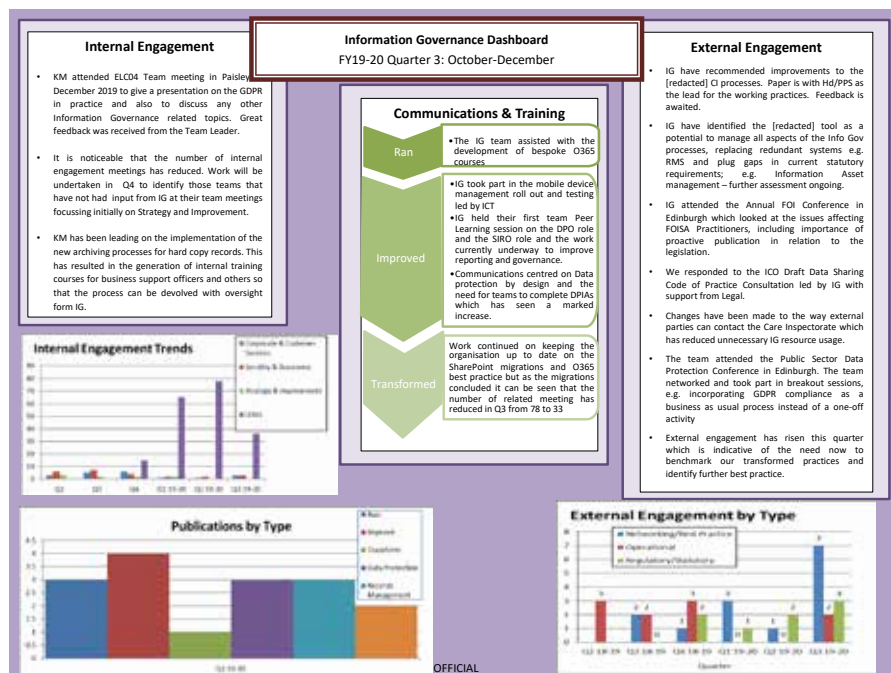 Information Governance Dashboard
FY19-20 Quarter 3: October-December
Internal Engagement
• KM attended ELC04 Team meeting in Paisley
December 2019 to give a presentation on the GDPR
in practice and also to discuss any other
Information Governance related topics. Great
feedback was received from the Team Leader.
• It is noticeable that the number of internal
engagement meetings has reduced. Work will be
undertaken in Q4 to identify those teams that
have not had input from IG at their team meetings
focussing initially on Strategy and Improvement.
• KM has been leading on the implementation of the
new archiving processes for hard copy records. This
has resulted in the generation of internal training
courses for business support officers and others so
that the process can be devolved with oversight
form IG.
Communications & Training
Ran
•The IG team assisted with the
development of bespoke O365
courses
Improved
•IG took part in the mobile device
management roll out and testing
led by ICT
•IG held their first team Peer
Learning session on the DPO role
and the SIRO role and the work
currently underway to improve
reporting and governance.
•Communications centred on Data
protection by design and the
need for teams to complete DPIAs
which has seen a marked
increase.
Transformed
Work continued on keeping the
organisation up to date on the
SharePoint migrations and O365
best practice but as the migrations
concluded it can be seen that the
number of related meeting has
reduced in Q3 from 78 to 33
External Engagement
• IG have recommended improvements to the
[redacted] CI processes. Paper is with Hd/PPS as
the lead for the working practices. Feedback is
awaited.
• IG have identified the [redacted] tool as a
potential to manage all aspects of the Info Gov
processes, replacing redundant systems e.g.
RMS and plug gaps in current statutory
requirements; e.g. Information Asset
management – further assessment ongoing.
• IG attended the Annual FOI Conference in
Edinburgh which looked at the issues affecting
FOISA Practitioners, including importance of
proactive publication in relation to the
legislation.
• We responded to the ICO Draft Data Sharing
Code of Practice Consultation led by IG with
support from Legal.
• Changes have been made to the way external
parties can contact the Care Inspectorate which
has reduced unnecessary IG resource usage.
• The team attended the Public Sector Data
Protection Conference in Edinburgh. The team
networked and took part in breakout sessions,
e.g. incorporating GDPR compliance as a
business as usual process instead of a one-off
activity
• External engagement has risen this quarter
which is indicative of the need now to
benchmark our transformed practices and
identify further best practice.
Internal Engagement Trends
Publications by Type
Data Protection
Records
Management
External Engagement by Type
Networking/Best Practice
Operational
Regulatory/Statutory
Quarter
OFFICIAL